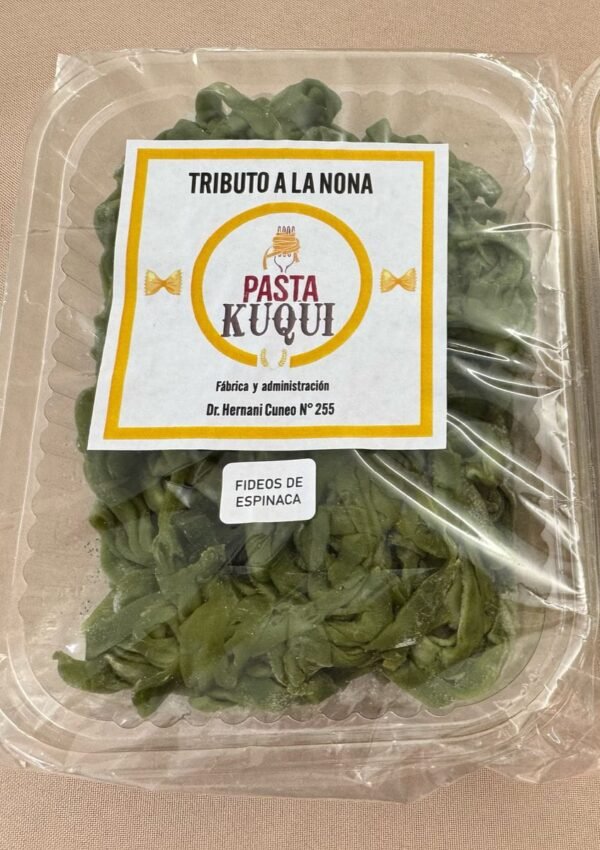 TRIBUTO A LA NONA
PASTA
KUQUI
Fábrica y administración
Dr. Hernani Cuneo N° 255
FIDEOS DE
ESPINACA